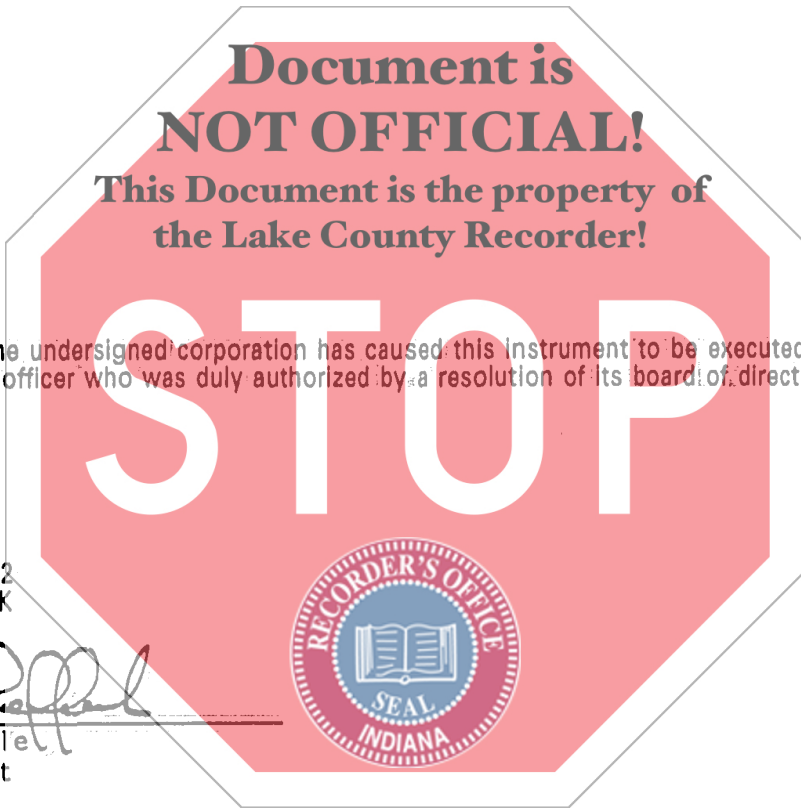 Document is
NOT OFFICIAL!
This Document is the property of
the Lake County Recorder!
STOP
undersigned corporation has caused this instrument to be executed
officer who was duly authorized by a resolution of its board of direct
2
K
RECORDER'S OFFICE
SEAL
INDIANA
t